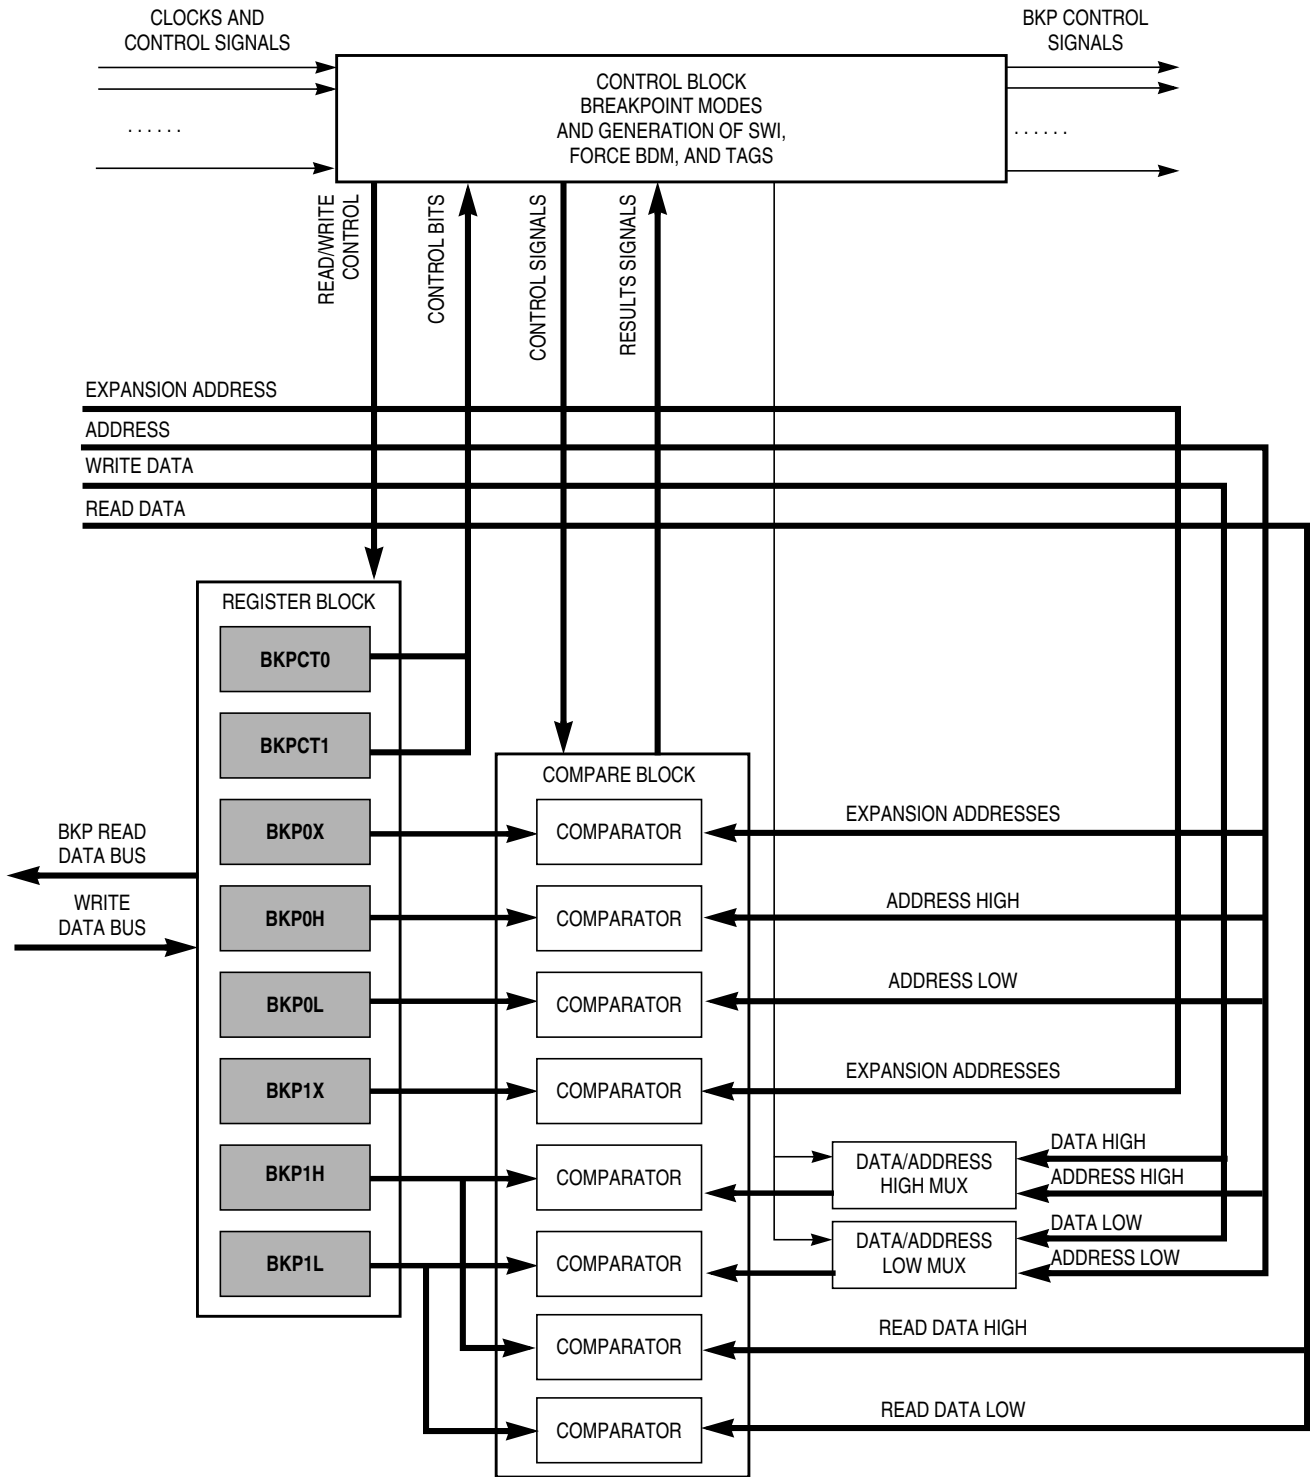 CLOCKS AND
CONTROL SIGNALS
BKP CONTROL
SIGNALS
. . . . . .
CONTROL BLOCK
BREAKPOINT MODES
AND GENERATION OF SWI,
FORCE BDM, AND TAGS
. . . . . .
READ/WRITE
CONTROL
CONTROL BITS
CONTROL SIGNALS
RESULTS SIGNALS
EXPANSION ADDRESS
ADDRESS
WRITE DATA
READ DATA
REGISTER BLOCK
BKPCT0
BKPCT1
BKP0X
BKP0H
BKP0L
BKP1X
BKP1H
BKP1L
BKP READ
DATA BUS
WRITE
DATA BUS
COMPARE BLOCK
COMPARATOR
COMPARATOR
COMPARATOR
COMPARATOR
COMPARATOR
COMPARATOR
COMPARATOR
COMPARATOR
EXPANSION ADDRESSES
ADDRESS HIGH
ADDRESS LOW
EXPANSION ADDRESSES
DATA/ADDRESS
HIGH MUX
DATA HIGH
ADDRESS HIGH
DATA/ADDRESS
LOW MUX
DATA LOW
ADDRESS LOW
READ DATA HIGH
READ DATA LOW